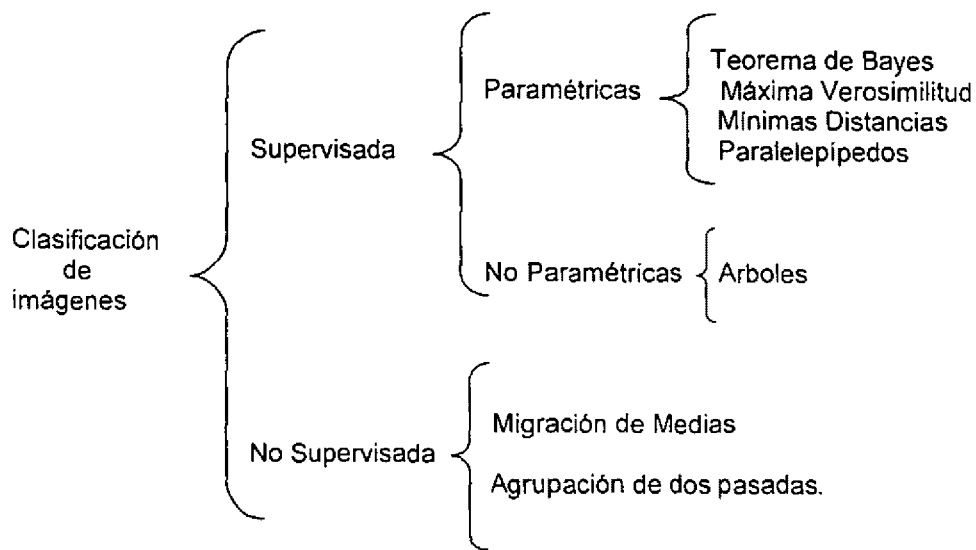 Clasificación
de
imágenes
Supervisada
Paramétricas
Teorema de Bayes
Máxima Verosimilitud
Mínimas Distancias
Paralelepípedos
No Paramétricas
Arboles
No Supervisada
Migración de Medias
Agrupación de dos pasadas.